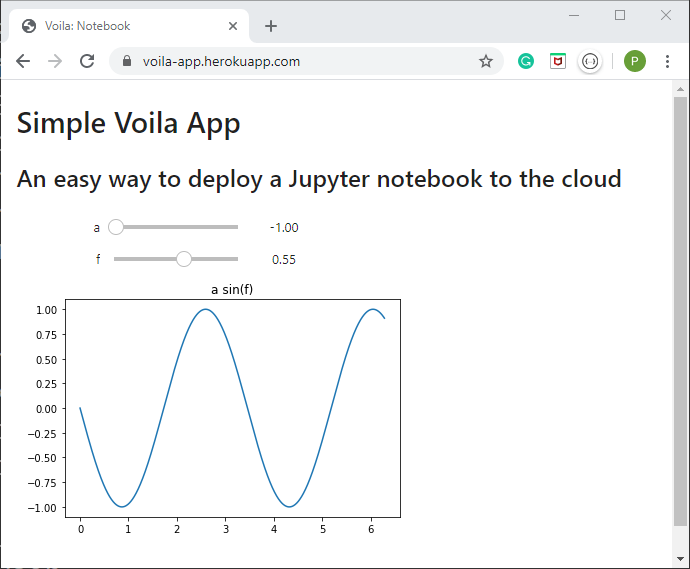 Voila: Notebook
voila-app.herokuapp.com
P
Simple Voila App
An easy way to deploy a Jupyter notebook to the cloud
a -1.00
f 0.55
a sin(f)
1.00
0.75
0.50
0.25
0.00
−0.25
−0.50
−0.75
−1.00
0 1 2 3 4 5 6